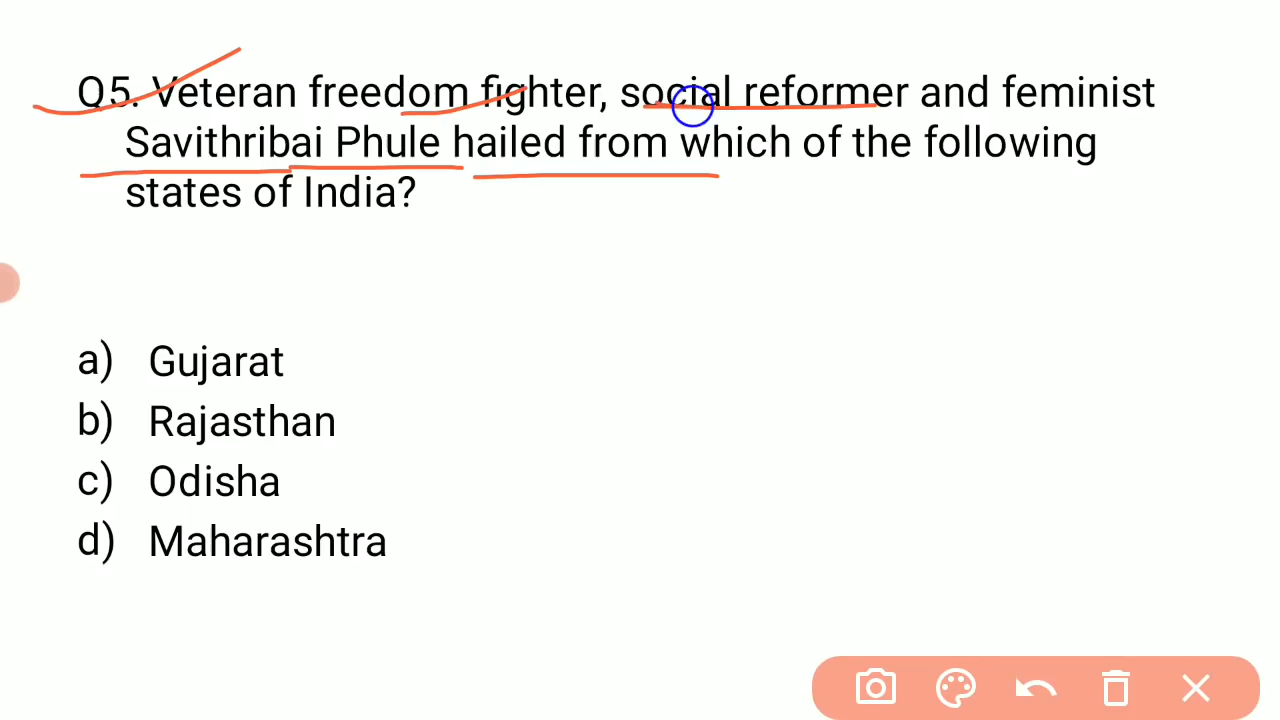 Q5. Veteran freedom fighter, social reformer and feminist
Savithribai Phule hailed from which of the following
states of India?
a) Gujarat
b) Rajasthan
c) Odisha
d) Maharashtra